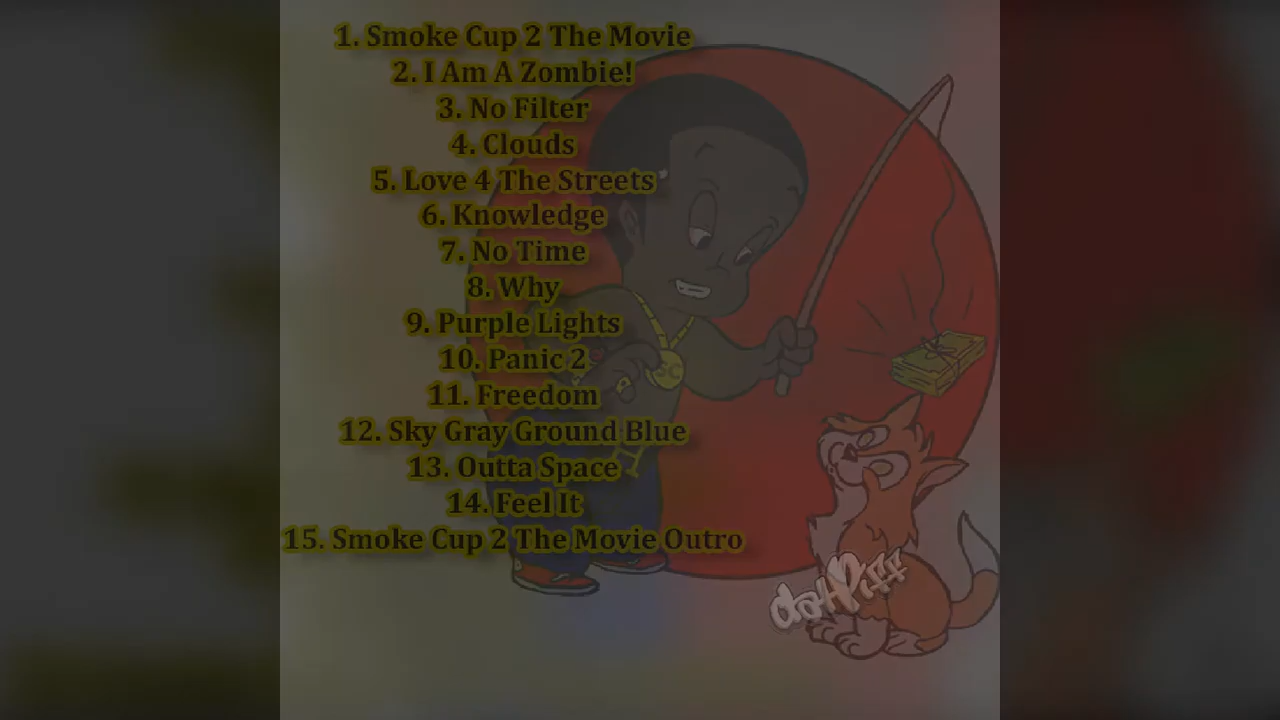 1. Smoke Cup 2 The Movie
2. I Am A Zombie!
3. No Filter
4. Clouds
5. Love 4 The Streets
6. Knowledge
7. No Time
8. Why
9. Purple Lights
10. Panic 2
11. Freedom
12. Sky Gray Ground Blue
13. Outta Space
14. Feel It
15. Smoke Cup 2 The Movie Outro
datPiff